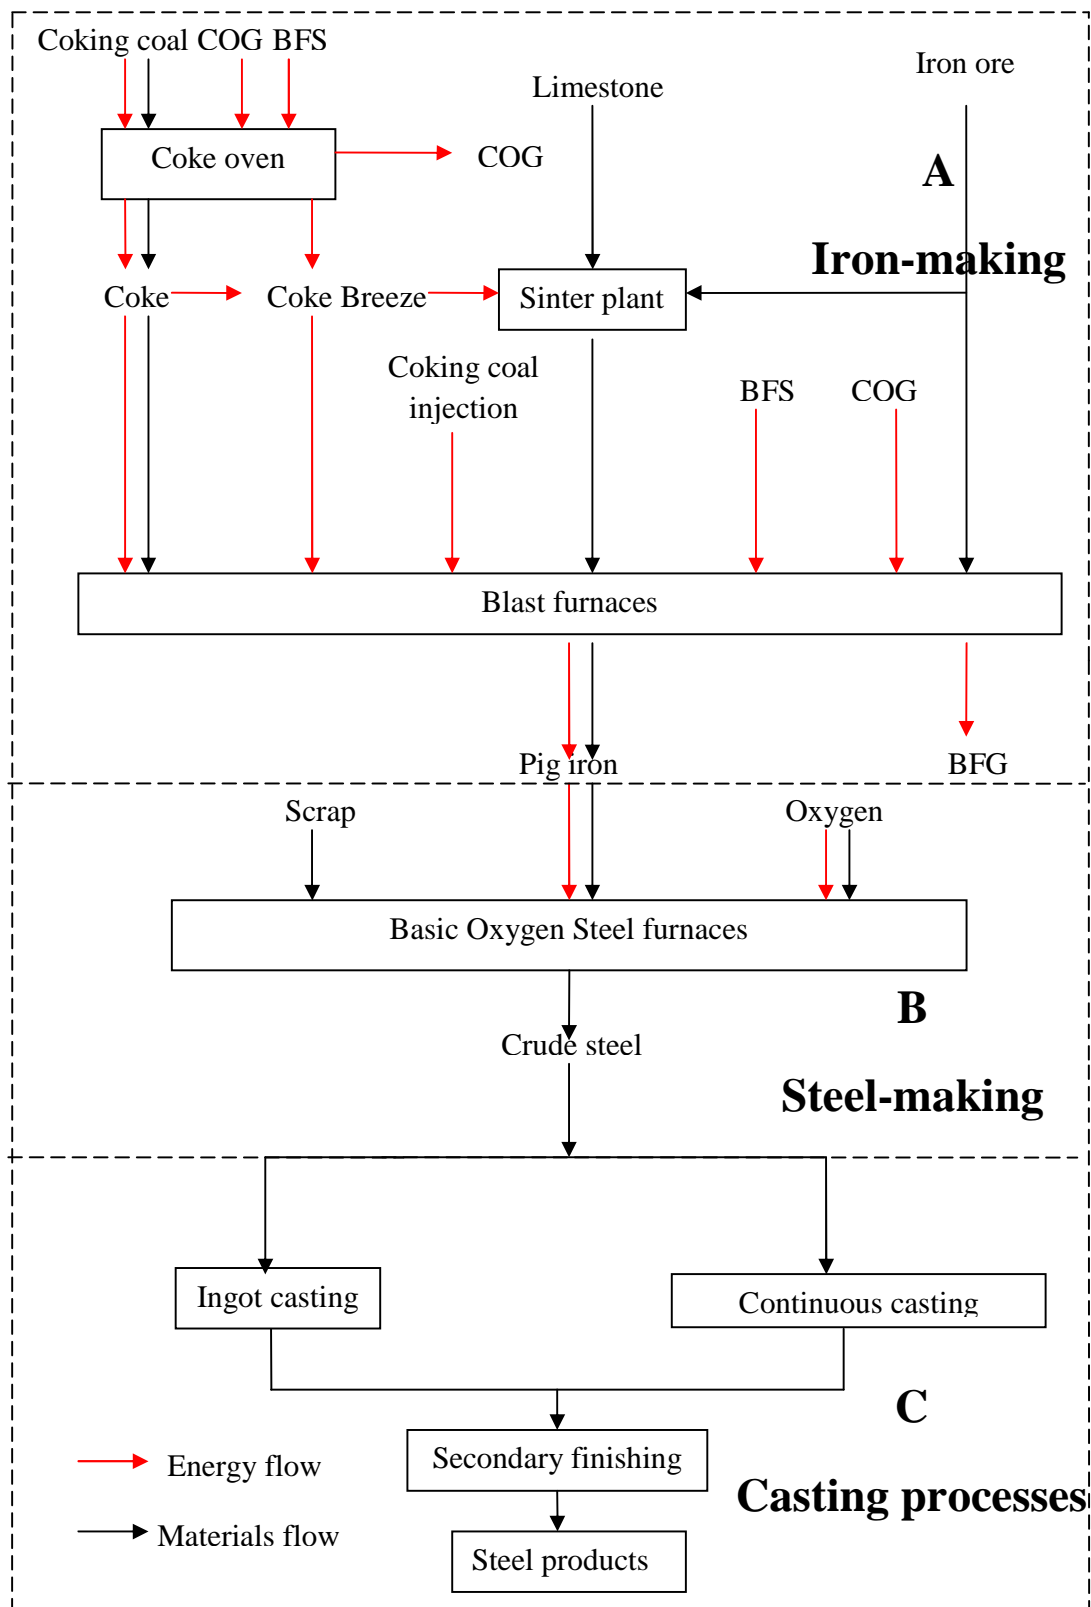 Coking coal COG BFS
Iron ore
Limestone
Coke oven
COG
A
Iron-making
Coke
Coke Breeze
Sinter plant
Coking coal
injection
BFS
COG
Blast furnaces
Pig iron
BFG
Scrap
Oxygen
Basic Oxygen Steel furnaces
B
Crude steel
Steel-making
Ingot casting
Continuous casting
C
Secondary finishing
Energy flow
Casting processes
Materials flow
Steel products